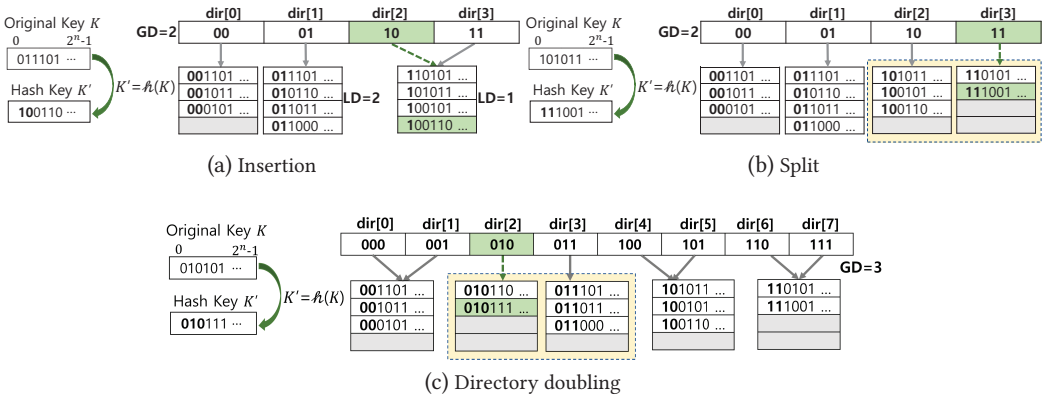 Original Key K
0 2ⁿ-1
011101 ···
Hash Key K'
100110 ···
K'=h(K)
dir[0] dir[1] dir[2] dir[3]
GD=2 00 01 10 11
001101 ...
001011 ...
000101 ...
011101 ...
010110 ...
011011 ...
011000 ...
LD=2
110101 ...
101011 ...
100101 ...
100110 ...
LD=1
(a) Insertion
Original Key K
0 2ⁿ-1
101011 ···
Hash Key K'
111001 ···
K'=h(K)
dir[0] dir[1] dir[2] dir[3]
GD=2 00 01 10 11
001101 ...
001011 ...
000101 ...
011101 ...
010110 ...
011011 ...
011000 ...
101011 ...
100101 ...
100110 ...
110101 ...
111001 ...
(b) Split
Original Key K
0 2ⁿ-1
010101 ···
Hash Key K'
010111 ···
K'=h(K)
dir[0] dir[1] dir[2] dir[3] dir[4] dir[5] dir[6] dir[7]
000 001 010 011 100 101 110 111
GD=3
001101 ...
001011 ...
000101 ...
010110 ...
010111 ...
011101 ...
011011 ...
011000 ...
101011 ...
100101 ...
100110 ...
110101 ...
111001 ...
(c) Directory doubling